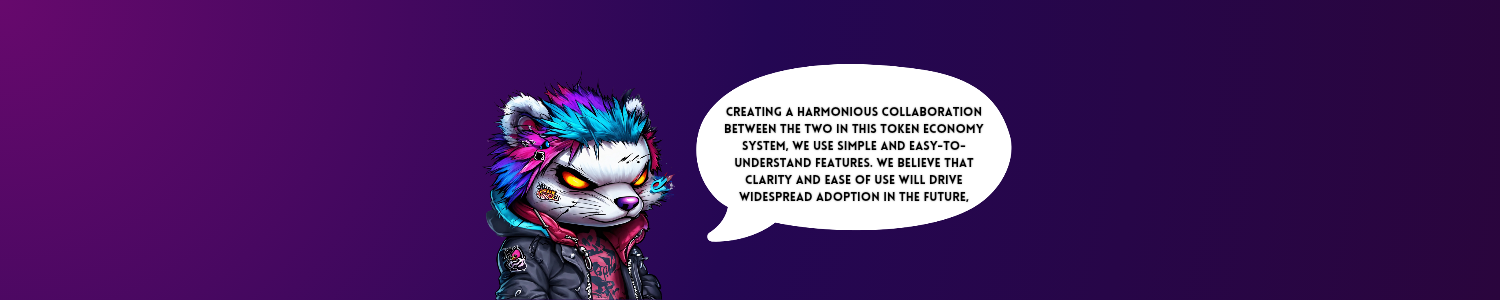 CREATING A HARMONIOUS COLLABORATION
BETWEEN THE TWO IN THIS TOKEN ECONOMY
SYSTEM, WE USE SIMPLE AND EASY-TO-
UNDERSTAND FEATURES. WE BELIEVE THAT
CLARITY AND EASE OF USE WILL DRIVE
WIDESPREAD ADOPTION IN THE FUTURE,